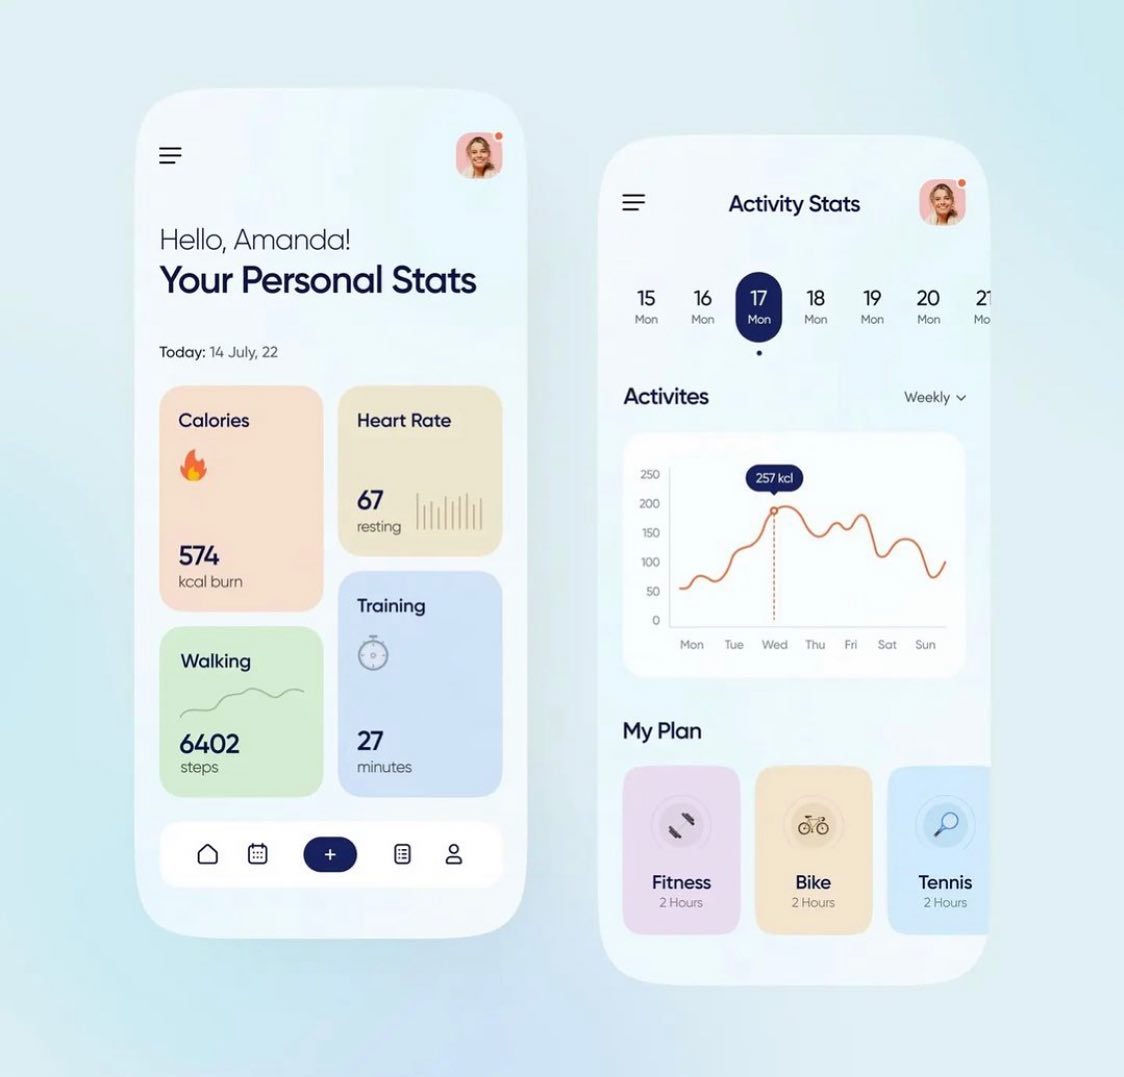 Hello, Amanda!
Your Personal Stats
Today: 14 July, 22
Calories
574
kcal burn
Heart Rate
67
resting
Walking
6402
steps
Training
27
minutes
+
Activity Stats
15 16 17 18 19 20 21
Mon Mon Mon Mon Mon Mon Mo
Activites
Weekly
257 kcl
250
200
150
100
50
0
Mon Tue Wed Thu Fri Sat Sun
My Plan
Fitness
2 Hours
Bike
2 Hours
Tennis
2 Hours